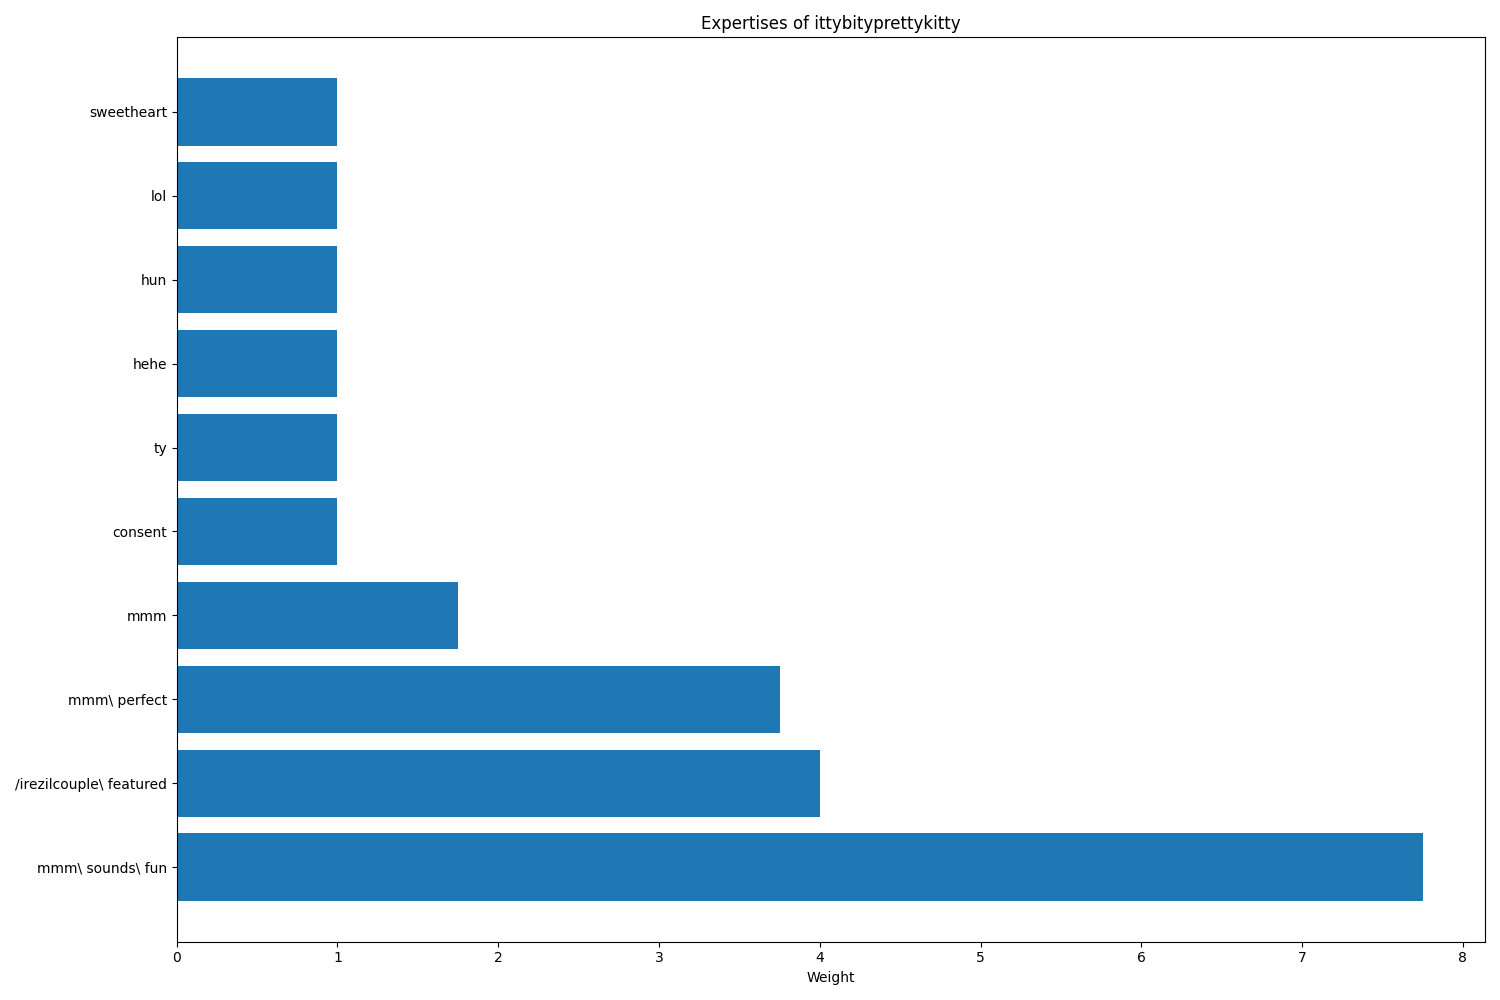 Expertises of ittybityprettykitty
sweetheart
lol
hun
hehe
ty
consent
mmm
mmm\ perfect
/irezilcouple\ featured
mmm\ sounds\ fun
0 1 2 3 4 5 6 7 8
Weight